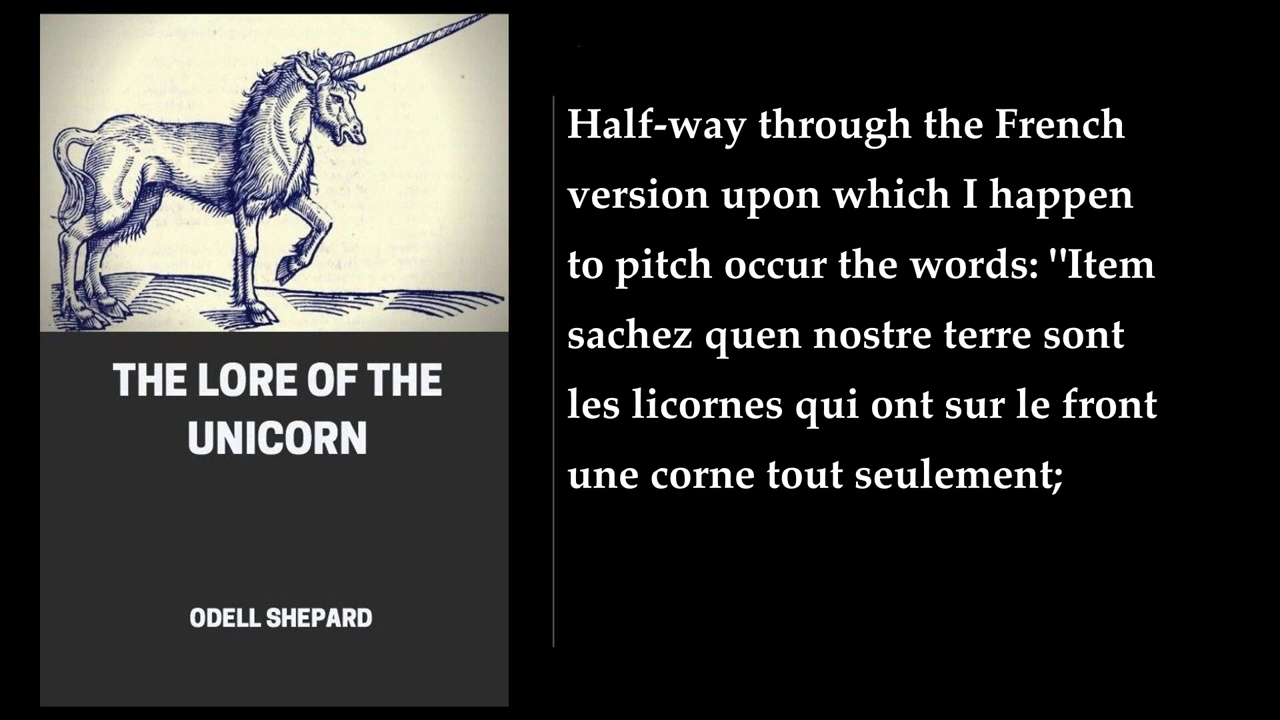 THE LORE OF THE
UNICORN
ODELL SHEPARD
Half-way through the French
version upon which I happen
to pitch occur the words: "Item
sachez quen nostre terre sont
les licornes qui ont sur le front
une corne tout seulement;